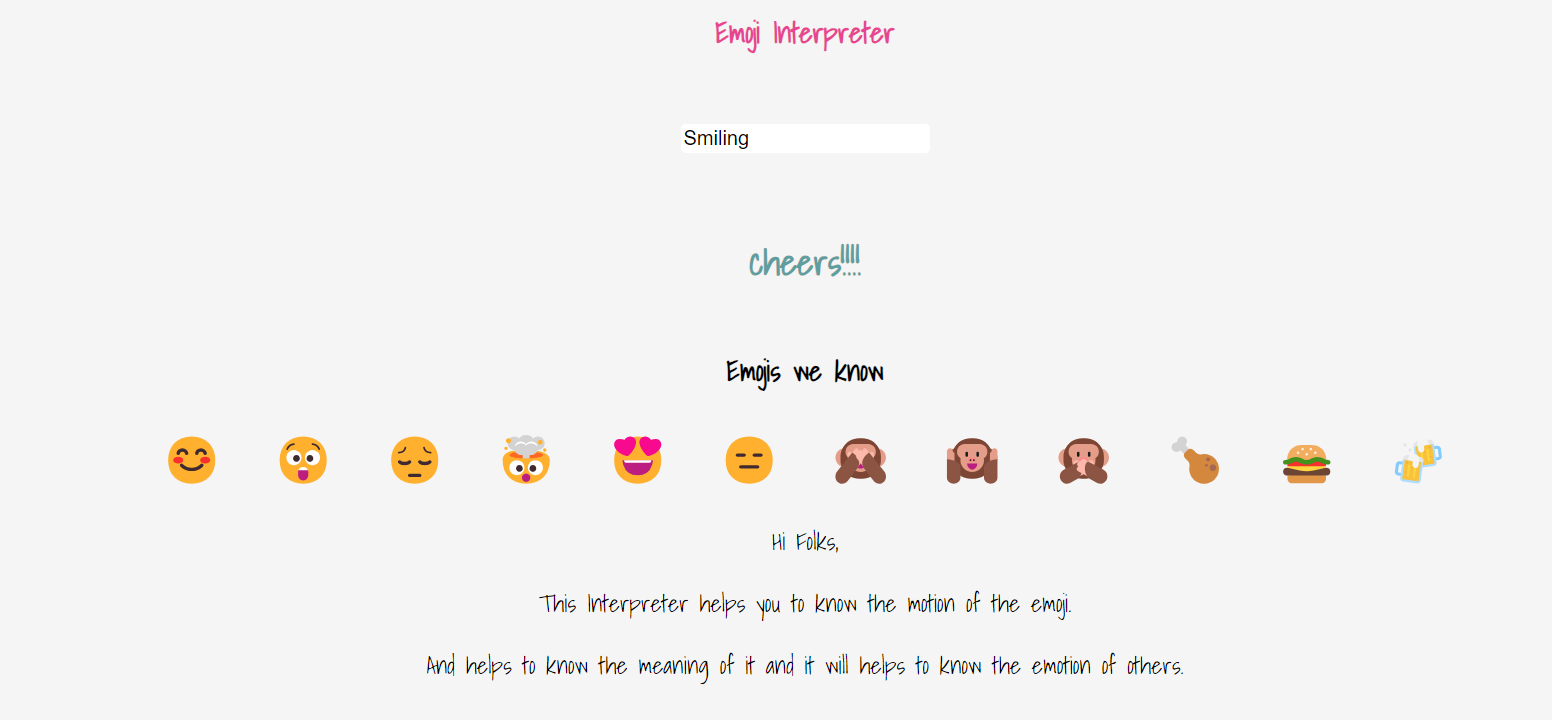 Emoji Interpreter
Smiling
cheers!!!!
Emojis we know
Hi Folks,
This Interpreter helps you to know the motion of the emoji.
And helps to know the meaning of it and it will helps to know the emotion of others.